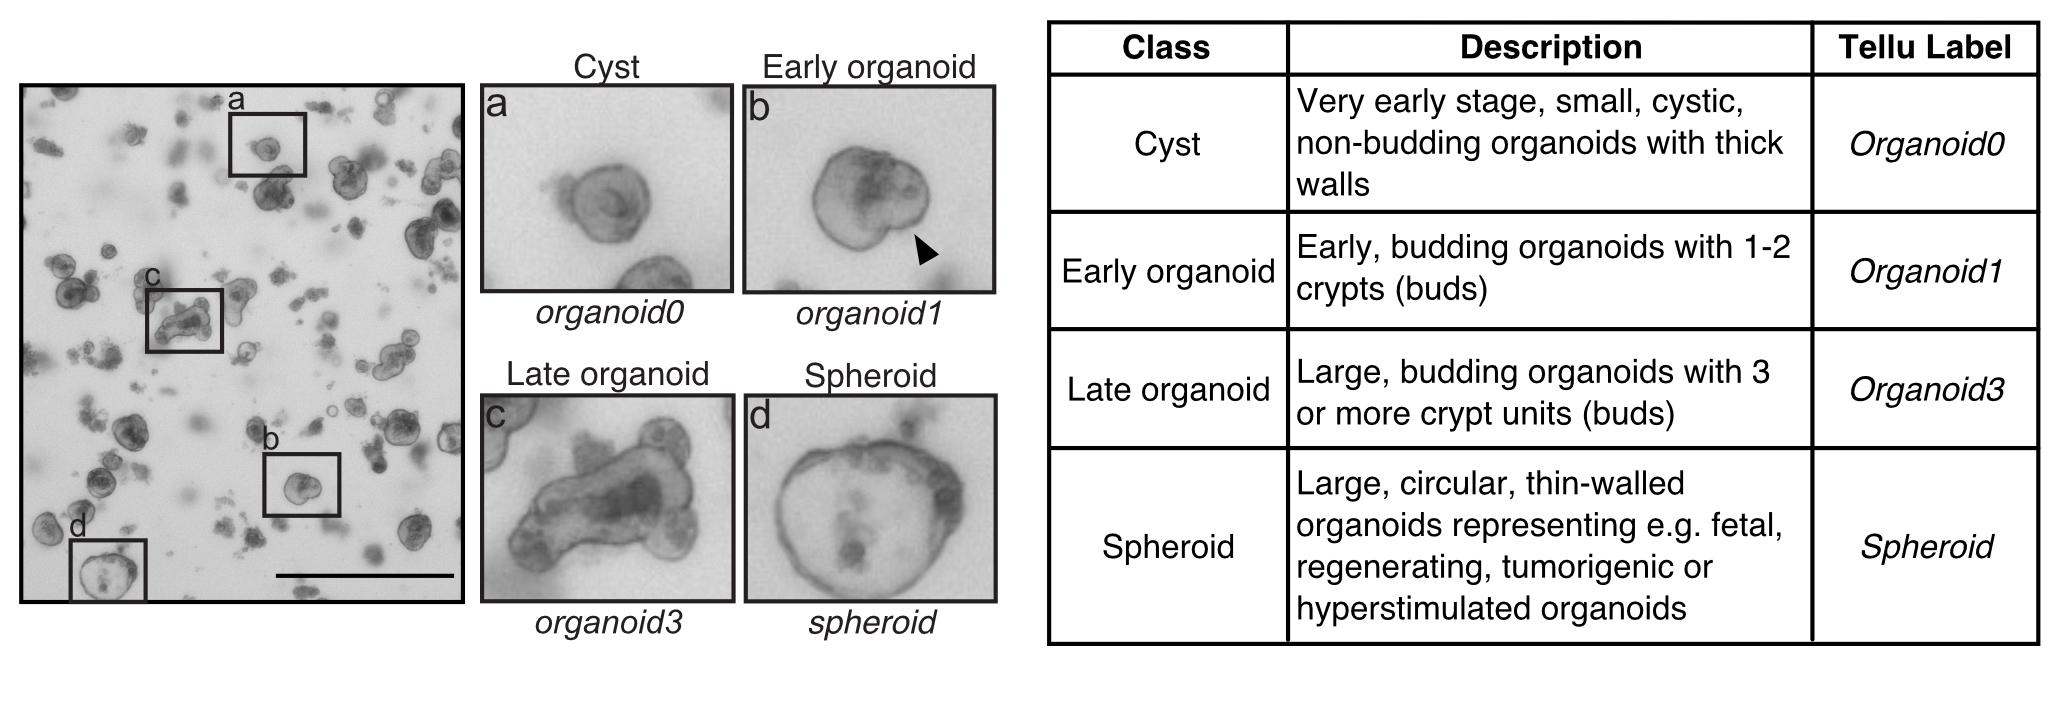 a
c
b
d
Cyst
a
organoid0
Early organoid
b
organoid1
Late organoid
c
organoid3
Spheroid
d
spheroid
Class Description Tellu Label
Cyst
Very early stage, small, cystic,
non-budding organoids with thick
walls
Organoid0
Early organoid
Early, budding organoids with 1-2
crypts (buds)
Organoid1
Late organoid
Large, budding organoids with 3
or more crypt units (buds)
Organoid3
Spheroid
Large, circular, thin-walled
organoids representing e.g. fetal,
regenerating, tumorigenic or
hyperstimulated organoids
Spheroid